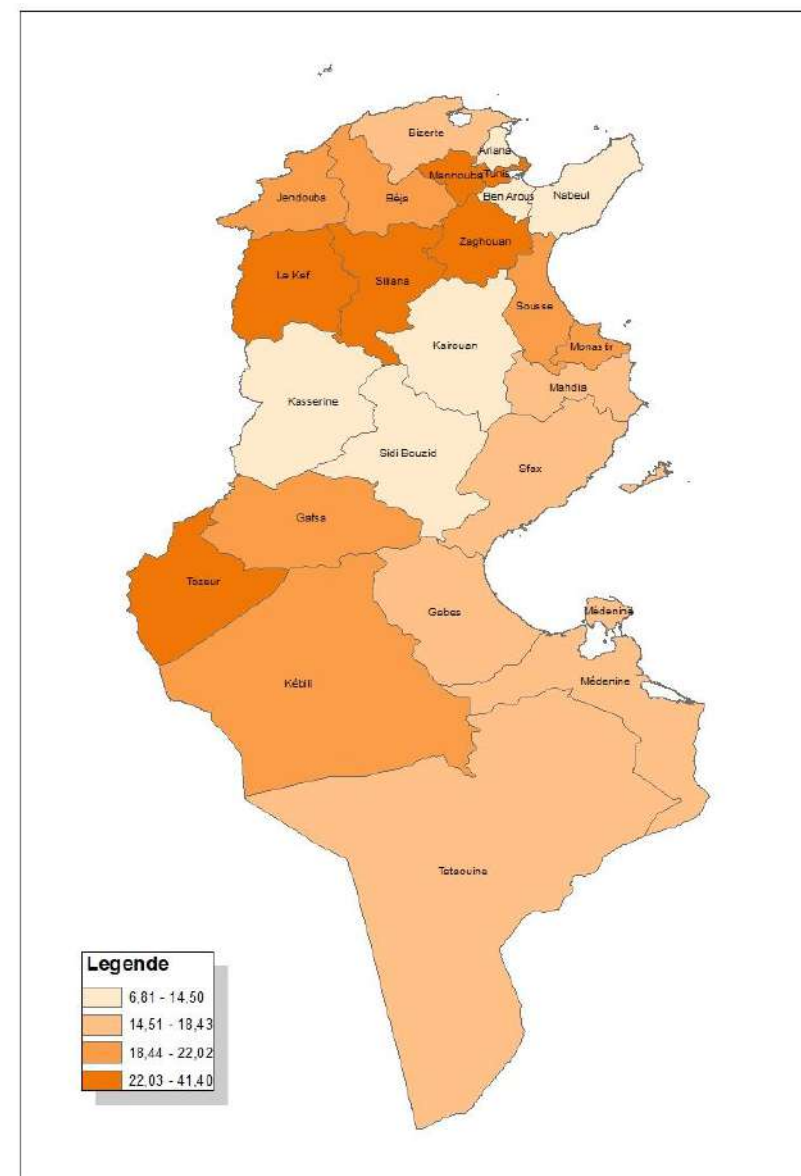 Bizerte
Ariana
Mannouba
Tunis
Jendouba
Béja
Ben Arous
Nabeul
Zaghouan
Le Kef
Siliana
Sousse
Kairouan
Monastir
Mahdia
Kasserine
Sidi Bouzid
Sfax
Gafsa
Tozeur
Gabes
Médenine
Médenine
Kébili
Tataouine
Legende
6,81 - 14,50
14,51 - 18,43
18,44 - 22,02
22,03 - 41,40